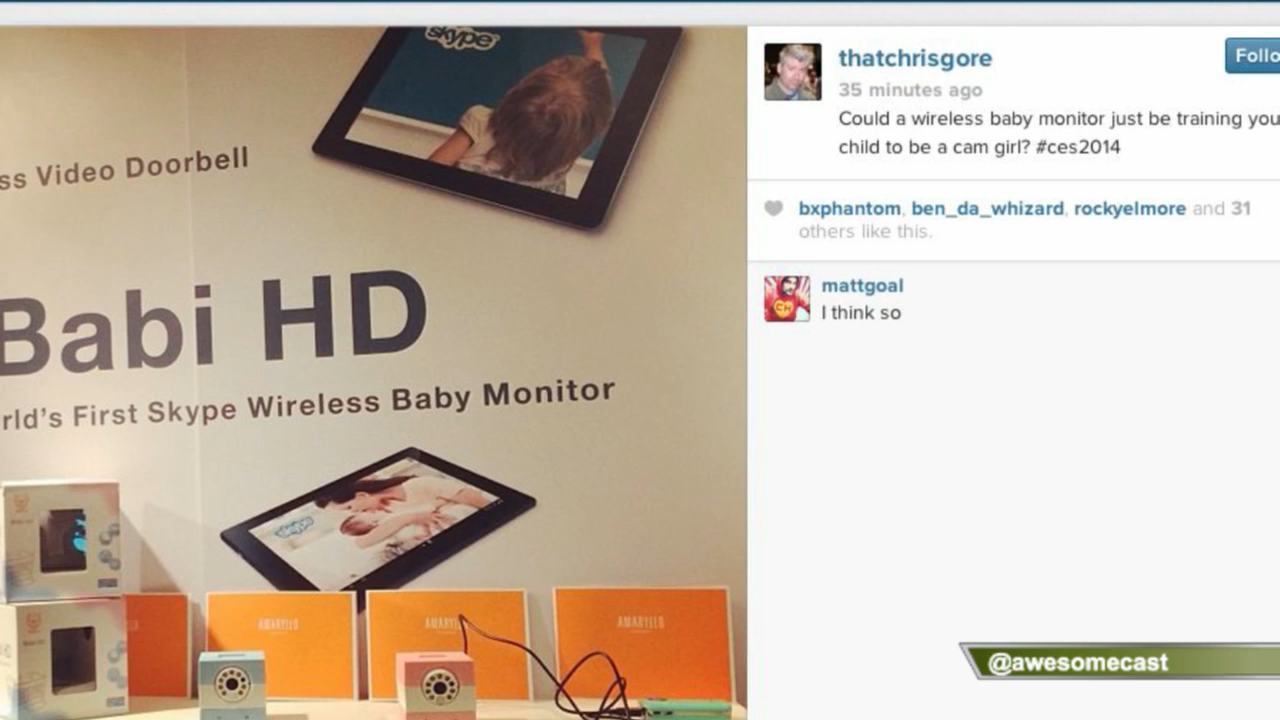 skype
ss Video Doorbell
Babi HD
rld's First Skype Wireless Baby Monitor
skype
AMARYLLO
AMARYLLO
thatchrisgore
Follo
35 minutes ago
Could a wireless baby monitor just be training you
child to be a cam girl? #ces2014
bxphantom, ben_da_whizard, rockyelmore and 31
others like this.
mattgoal
I think so
@awesomecast